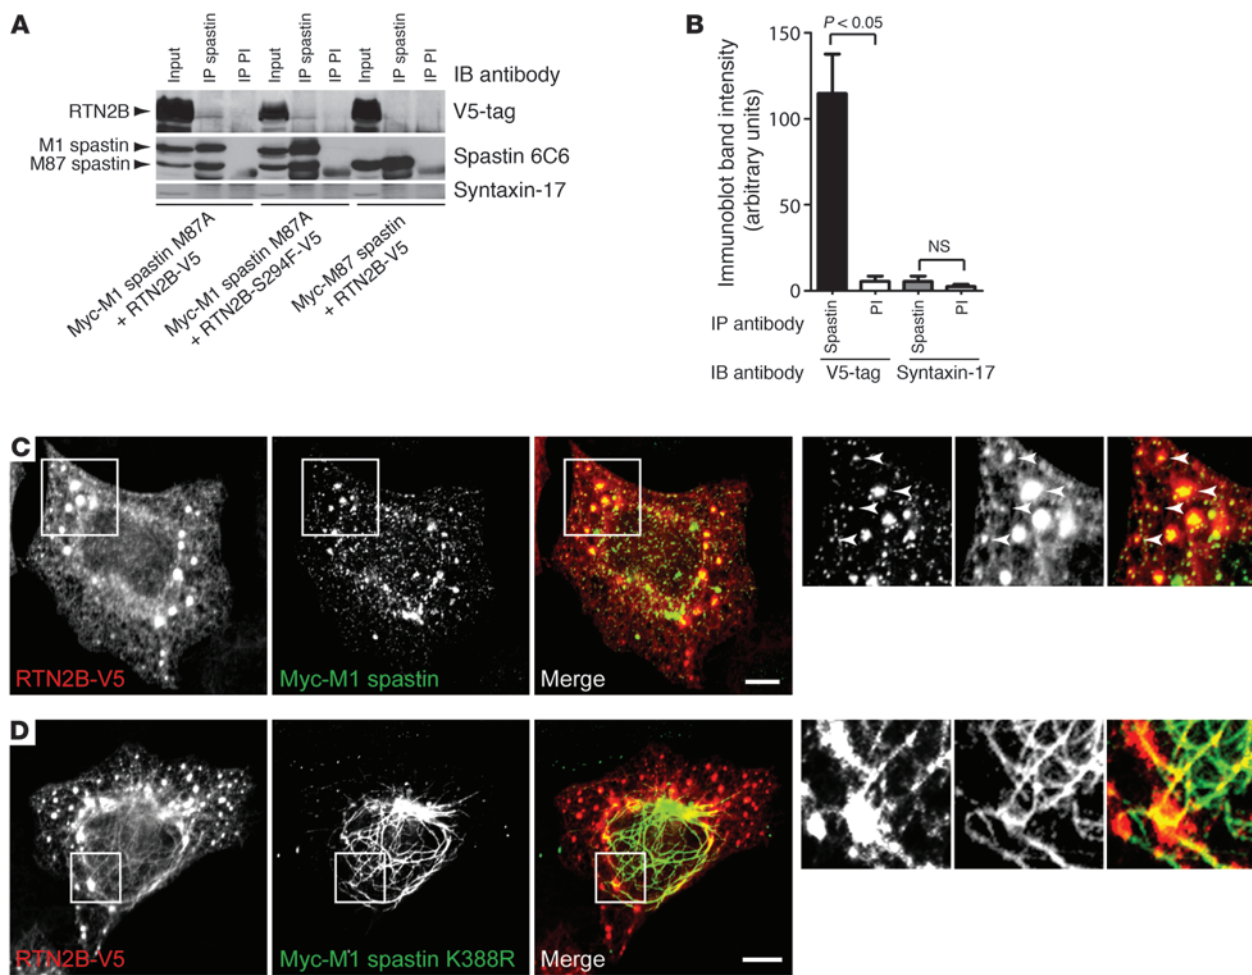 A
Input
IP spastin
IP PI
Input
IP spastin
IP PI
Input
IP spastin
IP PI
IB antibody
RTN2B
V5-tag
M1 spastin
M87 spastin
Spastin 6C6
Syntaxin-17
Myc-M1 spastin M87A
+ RTN2B-V5
Myc-M1 spastin M87A
+ RTN2B-S294F-V5
Myc-M87 spastin
+ RTN2B-V5
B
Immunoblot band intensity
(arbitrary units)
150
100
50
0
P < 0.05
NS
IP antibody
Spastin
PI
Spastin
PI
IB antibody
V5-tag
Syntaxin-17
C
RTN2B-V5
Myc-M1 spastin
Merge
D
RTN2B-V5
Myc-M1 spastin K388R
Merge